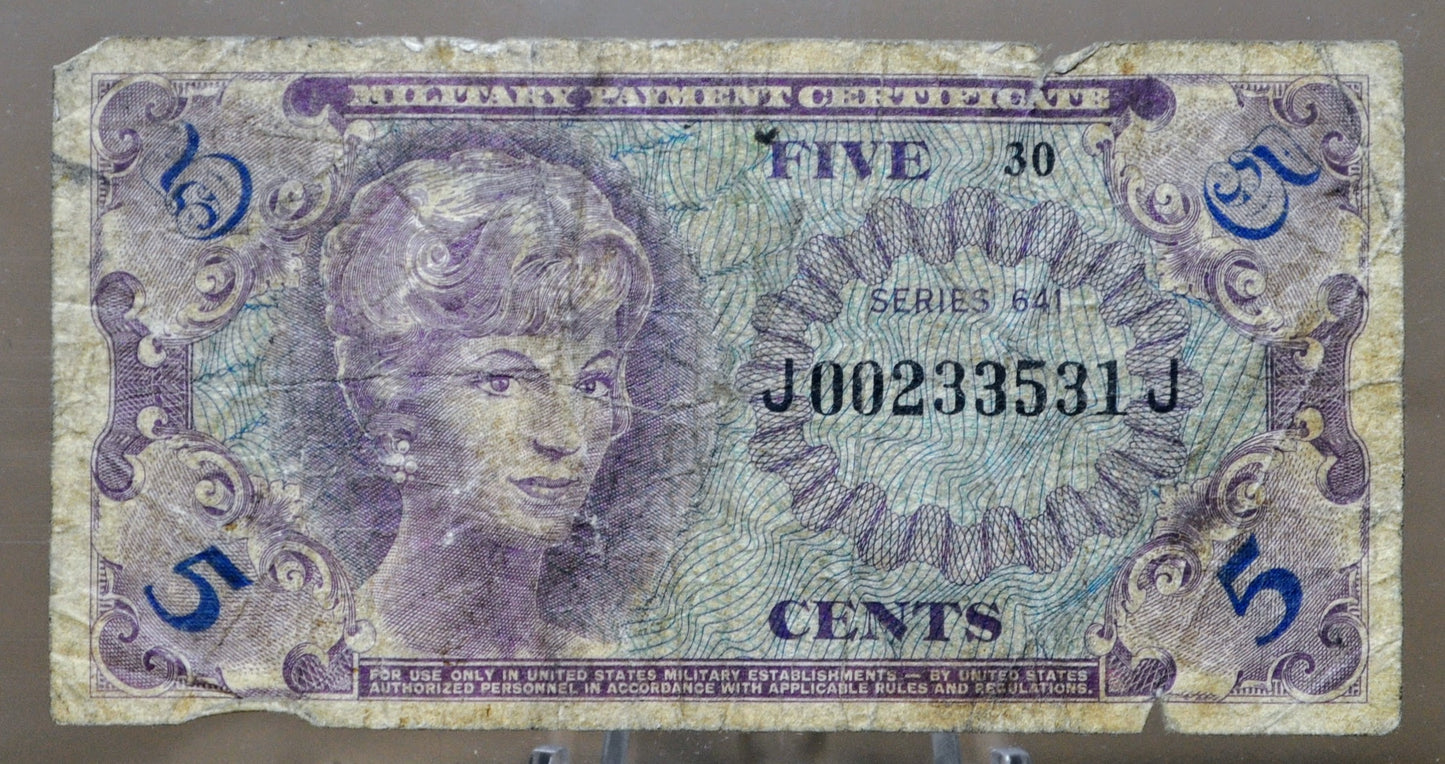 MILITARY PAYMENT CERTIFICATE
FIVE 30
5 5
SERIES 641
J00233531J
5 5
CENTS
FOR USE ONLY IN UNITED STATES MILITARY ESTABLISHMENTS — BY UNITED STATES
AUTHORIZED PERSONNEL IN ACCORDANCE WITH APPLICABLE RULES AND REGULATIONS.